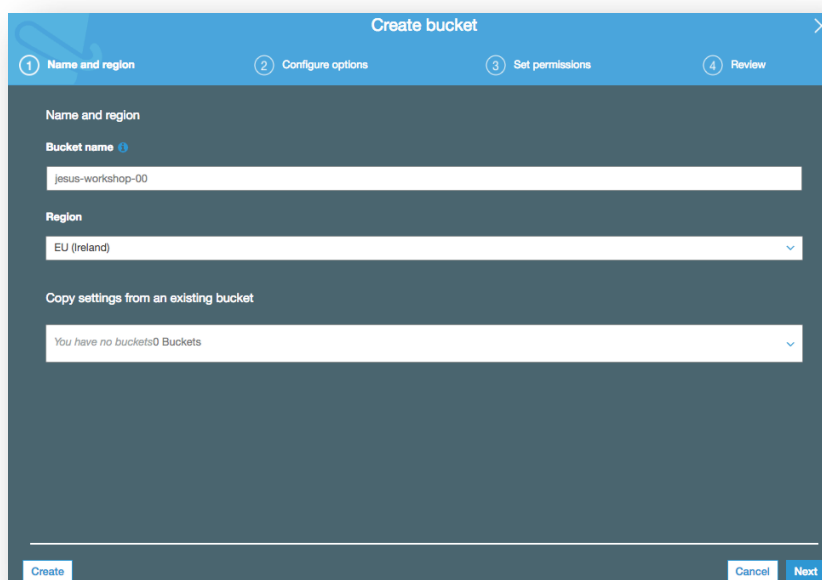 Create bucket
1 Name and region 2 Configure options 3 Set permissions 4 Review
Name and region
Bucket name
jesus-workshop-00
Region
EU (Ireland)
Copy settings from an existing bucket
You have no buckets0 Buckets
Create Cancel Next